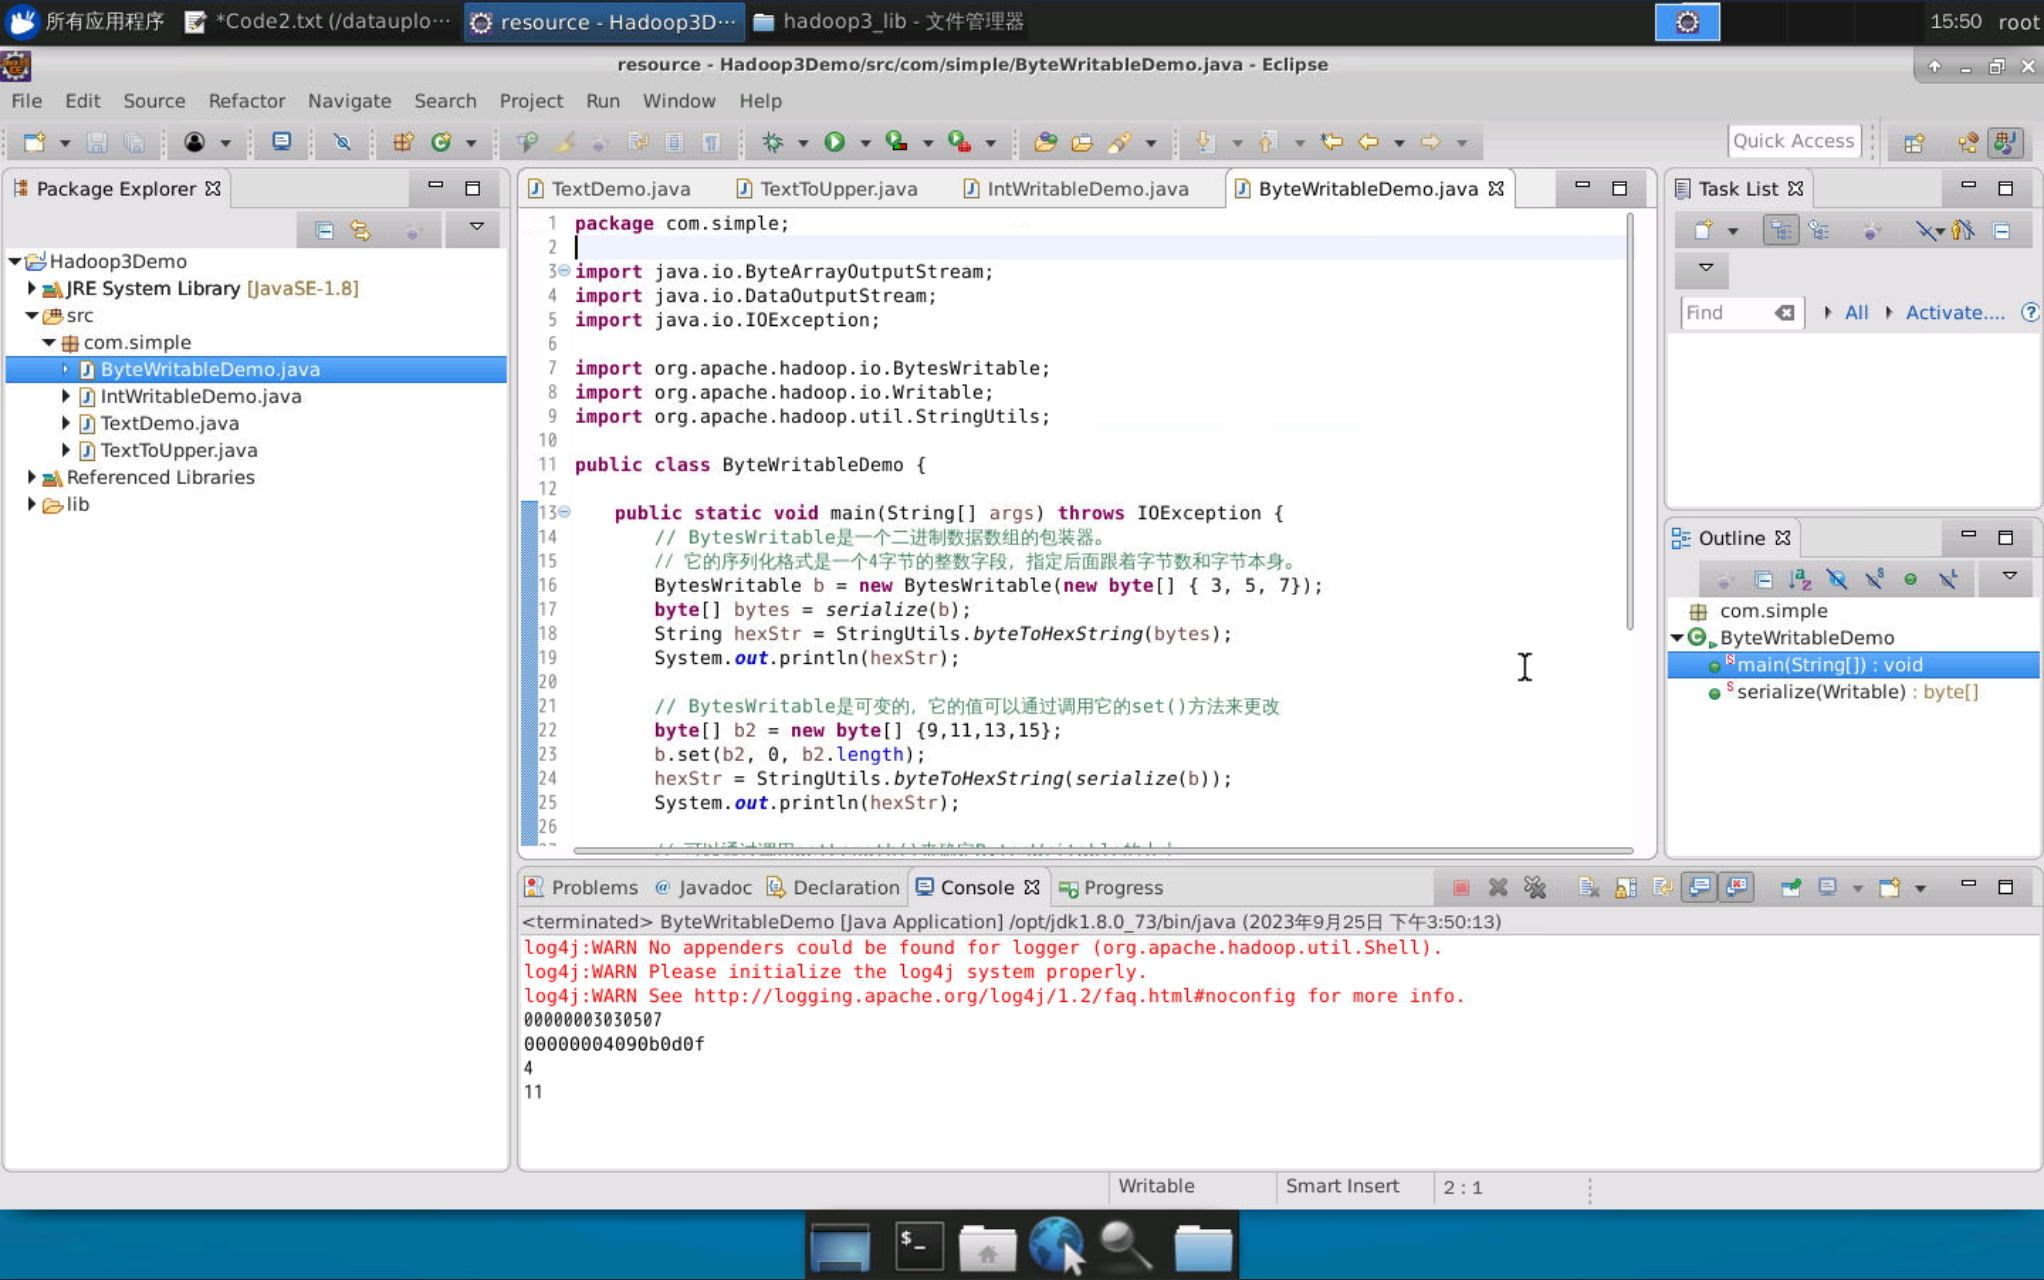 所有应用程序
*Code2.txt (/datauplo···
resource - Hadoop3D···
hadoop3_lib - 文件管理器
15:50
root
resource - Hadoop3Demo/src/com/simple/ByteWritableDemo.java - Eclipse
File Edit Source Refactor Navigate Search Project Run Window Help
Quick Access
Package Explorer
Hadoop3Demo
JRE System Library [JavaSE-1.8]
src
com.simple
ByteWritableDemo.java
IntWritableDemo.java
TextDemo.java
TextToUpper.java
Referenced Libraries
lib
TextDemo.java TextToUpper.java IntWritableDemo.java ByteWritableDemo.java
1 package com.simple;
2
3 import java.io.ByteArrayOutputStream;
4 import java.io.DataOutputStream;
5 import java.io.IOException;
6
7 import org.apache.hadoop.io.BytesWritable;
8 import org.apache.hadoop.io.Writable;
9 import org.apache.hadoop.util.StringUtils;
10
11 public class ByteWritableDemo {
12
13 public static void main(String[] args) throws IOException {
14 // BytesWritable是一个二进制数据数组的包装器。
15 // 它的序列化格式是一个4字节的整数字段，指定后面跟着字节数和字节本身。
16 BytesWritable b = new BytesWritable(new byte[] { 3, 5, 7});
17 byte[] bytes = serialize(b);
18 String hexStr = StringUtils.byteToHexString(bytes);
19 System.out.println(hexStr);
20
21 // BytesWritable是可变的，它的值可以通过调用它的set()方法来更改
22 byte[] b2 = new byte[] {9,11,13,15};
23 b.set(b2, 0, b2.length);
24 hexStr = StringUtils.byteToHexString(serialize(b));
25 System.out.println(hexStr);
26
Task List
Find
All
Activate....
Outline
com.simple
ByteWritableDemo
main(String[]) : void
serialize(Writable) : byte[]
Problems Javadoc Declaration Console Progress
<terminated> ByteWritableDemo [Java Application] /opt/jdk1.8.0_73/bin/java (2023年9月25日 下午3:50:13)
log4j:WARN No appenders could be found for logger (org.apache.hadoop.util.Shell).
log4j:WARN Please initialize the log4j system properly.
log4j:WARN See http://logging.apache.org/log4j/1.2/faq.html#noconfig for more info.
00000003030507
00000004090b0d0f
4
11
Writable
Smart Insert
2 : 1